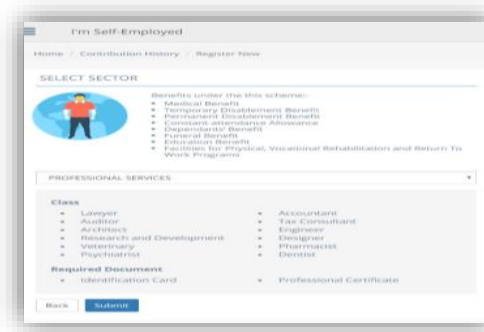 I'm Self-Employed
Home / Contribution History / Register New
SELECT SECTOR
Benefits under the this scheme:-
Medical Benefit
Temporary Disablement Benefit
Permanent Disablement Benefit
Constant attendance Allowance
Dependants' Benefit
Funeral Benefit
Education Benefit
Facilities for Physical, Vocational Rehabilitation and Return To
Work Programs
PROFESSIONAL SERVICES
Class
Lawyer
Auditor
Architect
Research and Development
Veterinary
Psychiatrist
Accountant
Tax Consultant
Engineer
Designer
Pharmacist
Dentist
Required Document
Identification Card
Professional Certificate
Back
Submit